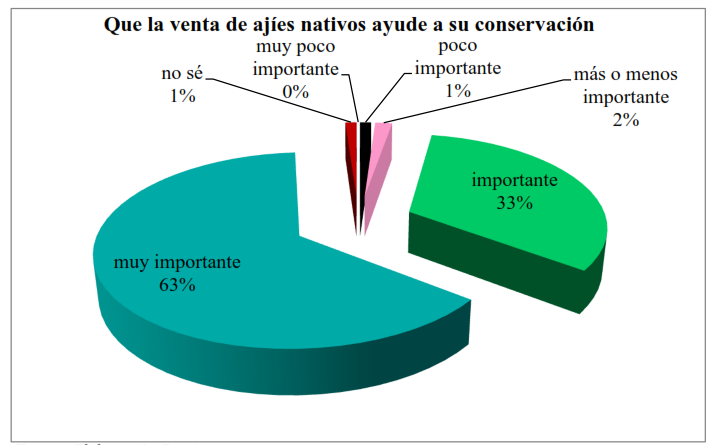 Que la venta de ajíes nativos ayude a su conservación
muy poco
importante
0%
poco
importante
1%
no sé
1%
más o menos
importante
2%
importante
33%
muy importante
63%